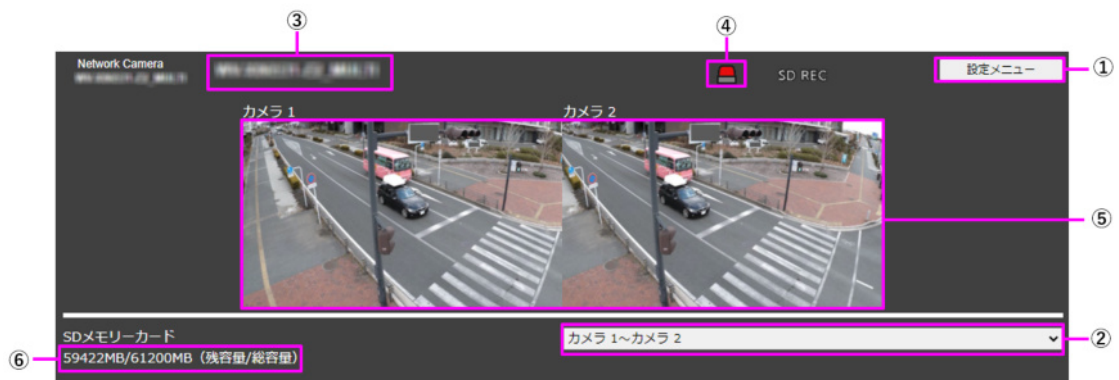 ③
④
Network Camera
SD REC
設定メニュー
①
カメラ 1
カメラ 2
⑤
SDメモリーカード
カメラ 1～カメラ 2
②
⑥
59422MB/61200MB（残容量/総容量）